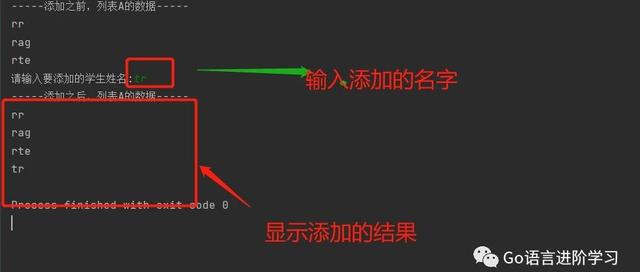 -----添加之前，列表A的数据-----
rr
rag
rte
请输入要添加的学生姓名:tr
输入添加的名字
-----添加之后，列表A的数据-----
rr
rag
rte
tr
Process finished with exit code 0
显示添加的结果
Go语言进阶学习